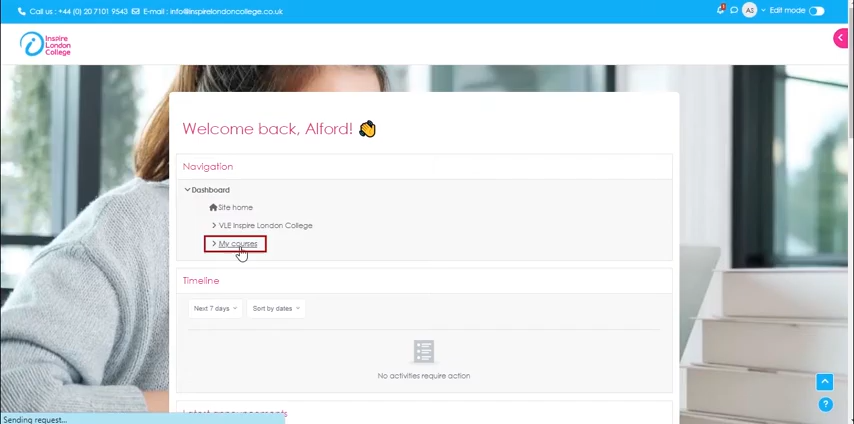 Call us : +44 (0) 20 7101 9543 E-mail : info@inspirelondoncollege.co.uk
AS Edit mode
Inspire
London
College
Welcome back, Alford!
Navigation
Dashboard
Site home
VLE Inspire London College
My courses
Timeline
Next 7 days Sort by dates
No activities require action
Latest announcements
?
Sending request...